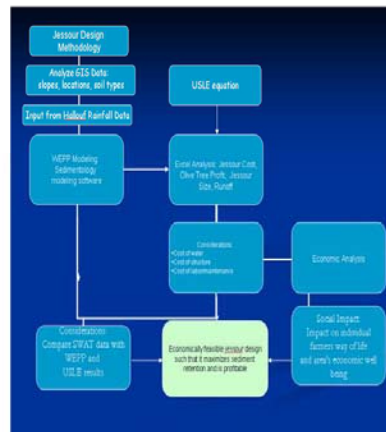 Jessour Design
Methodology
Analyze GIS Data:
slopes, locations, soil types
Input from Hallouf Rainfall Data
USLE equation
WEPP Modeling
Sedimentology
modeling software
Excel Analysis: Jessour Cost,
Olive Tree Profit, Jessour
Size, Runoff
Considerations:
•Cost of water
•Cost of structure
•Cost of labor/maintenance
Economic Analysis
Considerations:
Compare SWAT data with
WEPP and
USLE results
Economically feasible jessour design
such that it maximizes sediment
retention and is profitable
Social Impact:
Impact on individual
farmers way of life
and area's economic well
being